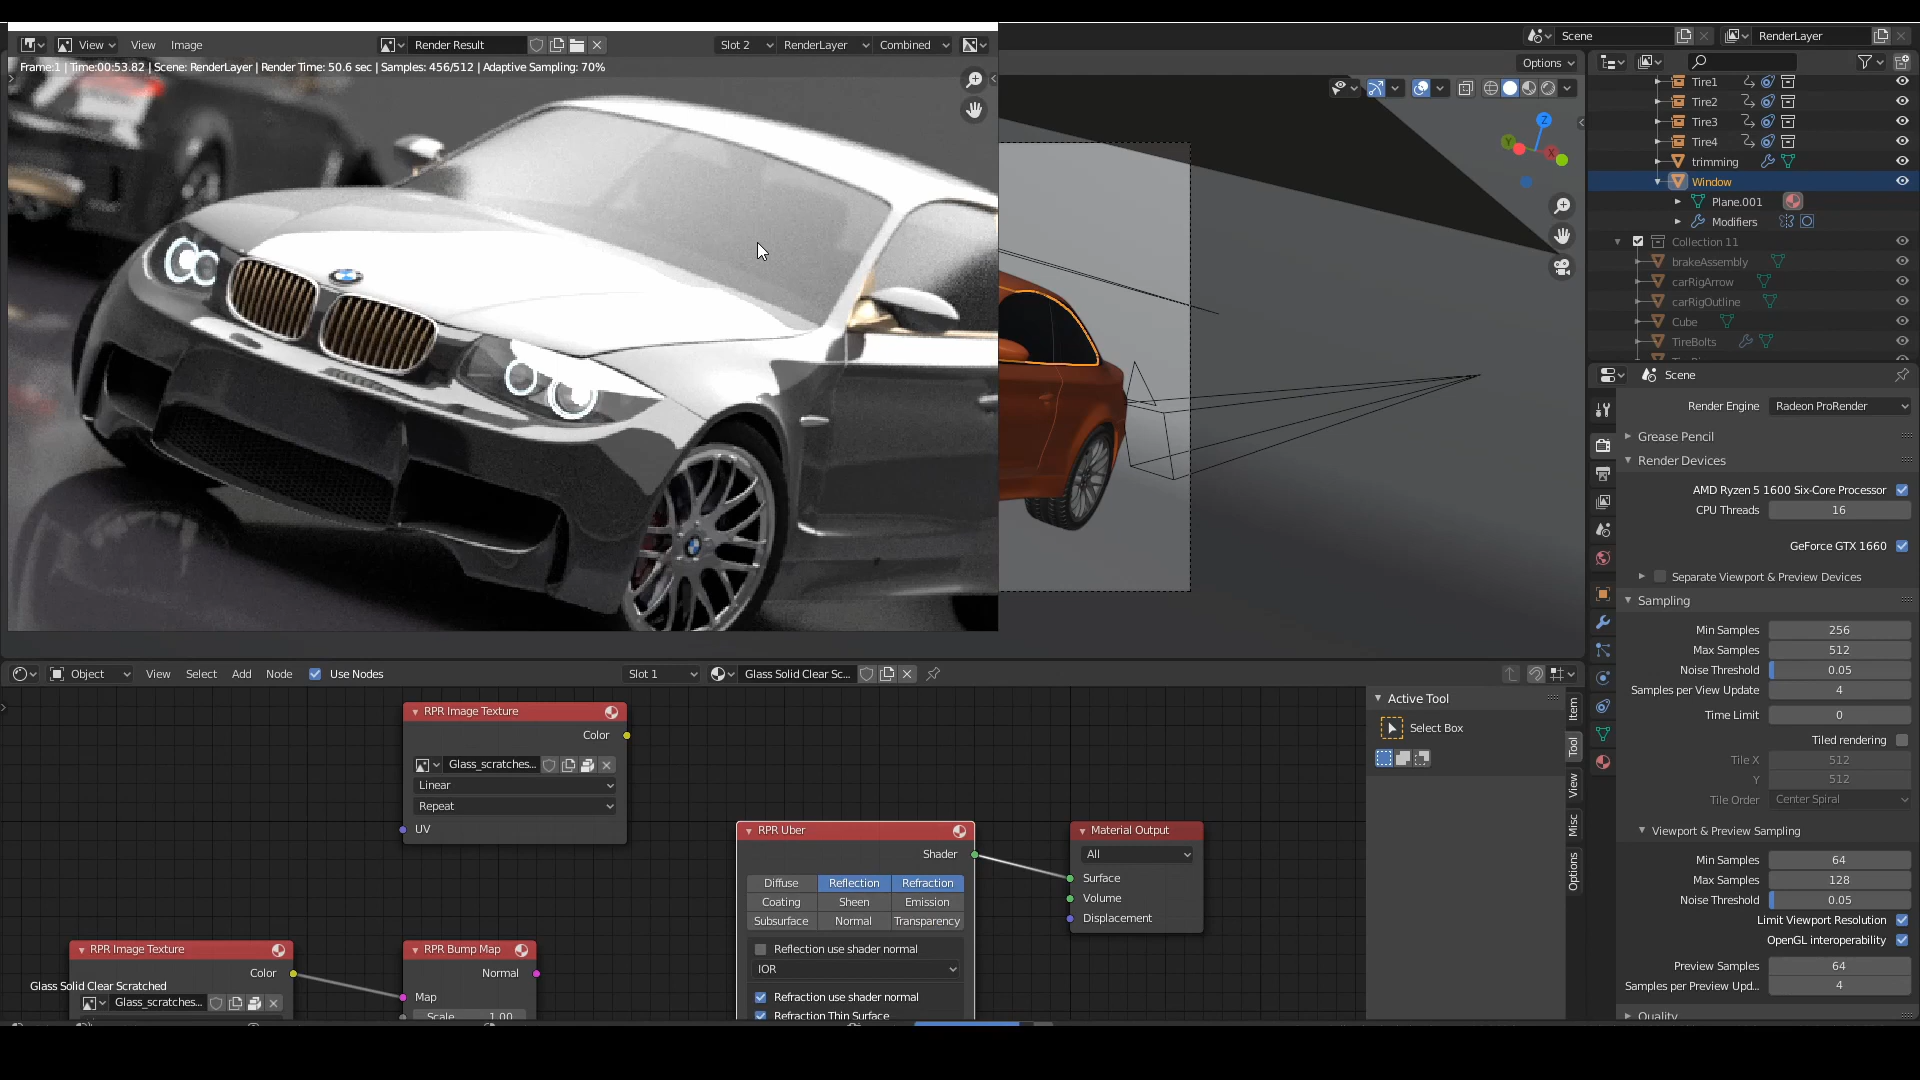 View
View
Image
Render Result
Slot 2
RenderLayer
Combined
Frame:1 | Time:00:53.82 | Scene: RenderLayer | Render Time: 50.6 sec | Samples: 456/512 | Adaptive Sampling: 70%
Scene
RenderLayer
Options
Z
Y
X
Tire1
Tire2
Tire3
Tire4
trimming
Window
Plane.001
Modifiers
Collection 11
brakeAssembly
carRigArrow
carRigOutline
Cube
TireBolts
Scene
Render Engine
Radeon ProRender
Grease Pencil
Render Devices
AMD Ryzen 5 1600 Six-Core Processor
CPU Threads
16
GeForce GTX 1660
Separate Viewport & Preview Devices
Sampling
Min Samples
256
Max Samples
512
Noise Threshold
0.05
Samples per View Update
4
Time Limit
0
Tiled rendering
Tile X
512
Y
512
Tile Order
Center Spiral
Viewport & Preview Sampling
Min Samples
64
Max Samples
128
Noise Threshold
0.05
Limit Viewport Resolution
OpenGL interoperability
Preview Samples
64
Samples per Preview Upd...
4
Quality
Object
View
Select
Add
Node
Use Nodes
Slot 1
Glass Solid Clear Sc...
RPR Image Texture
Color
Glass_scratches...
Linear
Repeat
UV
RPR Uber
Shader
Diffuse
Reflection
Refraction
Coating
Sheen
Emission
Subsurface
Normal
Transparency
Reflection use shader normal
IOR
Refraction use shader normal
Refraction Thin Surface
Material Output
All
Surface
Volume
Displacement
RPR Image Texture
Color
Glass Solid Clear Scratched
Glass_scratches...
RPR Bump Map
Normal
Map
Scale
1.00
Active Tool
Select Box
Item
Tool
View
Misc
Options